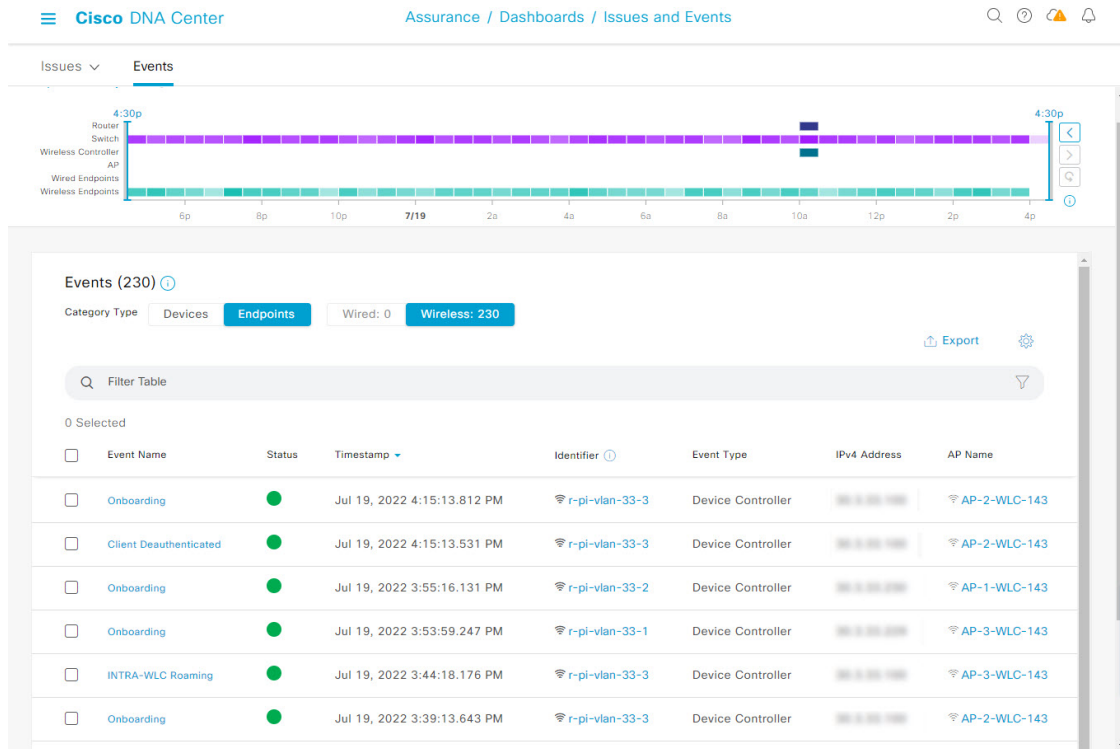 Cisco DNA Center
Assurance / Dashboards / Issues and Events
Issues
Events
4:30p
4:30p
Router
Switch
Wireless Controller
AP
Wired Endpoints
Wireless Endpoints
6p 8p 10p 7/19 2a 4a 6a 8a 10a 12p 2p 4p
Events (230)
Category Type Devices Endpoints Wired: 0 Wireless: 230
Export
Filter Table
0 Selected
Event Name Status Timestamp Identifier Event Type IPv4 Address AP Name
Onboarding Jul 19, 2022 4:15:13.812 PM r-pi-vlan-33-3 Device Controller AP-2-WLC-143
Client Deauthenticated Jul 19, 2022 4:15:13.531 PM r-pi-vlan-33-3 Device Controller AP-2-WLC-143
Onboarding Jul 19, 2022 3:55:16.131 PM r-pi-vlan-33-2 Device Controller AP-1-WLC-143
Onboarding Jul 19, 2022 3:53:59.247 PM r-pi-vlan-33-1 Device Controller AP-3-WLC-143
INTRA-WLC Roaming Jul 19, 2022 3:44:18.176 PM r-pi-vlan-33-3 Device Controller AP-3-WLC-143
Onboarding Jul 19, 2022 3:39:13.643 PM r-pi-vlan-33-3 Device Controller AP-2-WLC-143